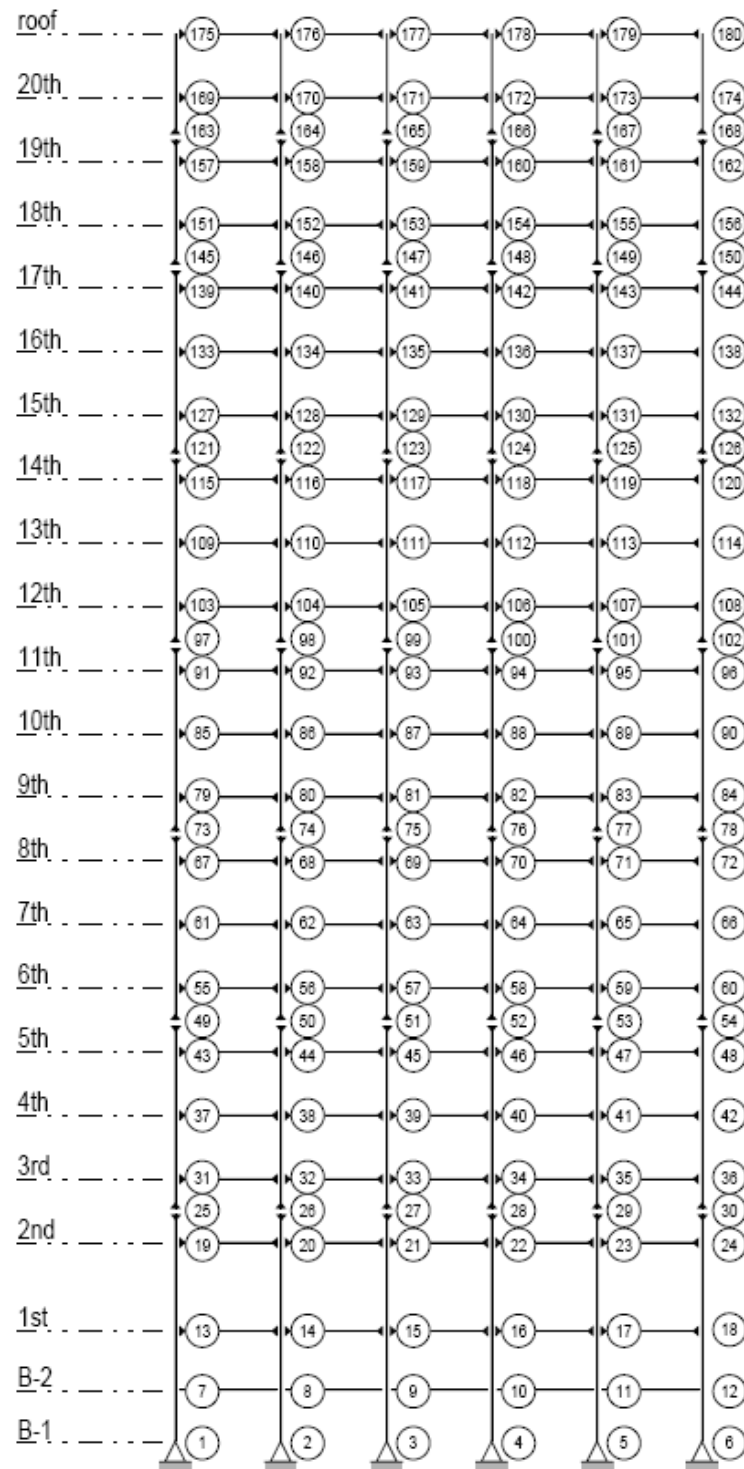 roof 175 176 177 178 179 180
20th 169 170 171 172 173 174
163 164 165 166 167 168
19th 157 158 159 160 161 162
18th 151 152 153 154 155 156
145 146 147 148 149 150
17th 139 140 141 142 143 144
16th 133 134 135 136 137 138
15th 127 128 129 130 131 132
121 122 123 124 125 126
14th 115 116 117 118 119 120
13th 109 110 111 112 113 114
12th 103 104 105 106 107 108
97 98 99 100 101 102
11th 91 92 93 94 95 96
10th 85 86 87 88 89 90
9th 79 80 81 82 83 84
73 74 75 76 77 78
8th 67 68 69 70 71 72
7th 61 62 63 64 65 66
6th 55 56 57 58 59 60
49 50 51 52 53 54
5th 43 44 45 46 47 48
4th 37 38 39 40 41 42
3rd 31 32 33 34 35 36
25 26 27 28 29 30
2nd 19 20 21 22 23 24
1st 13 14 15 16 17 18
B-2 7 8 9 10 11 12
B-1 1 2 3 4 5 6